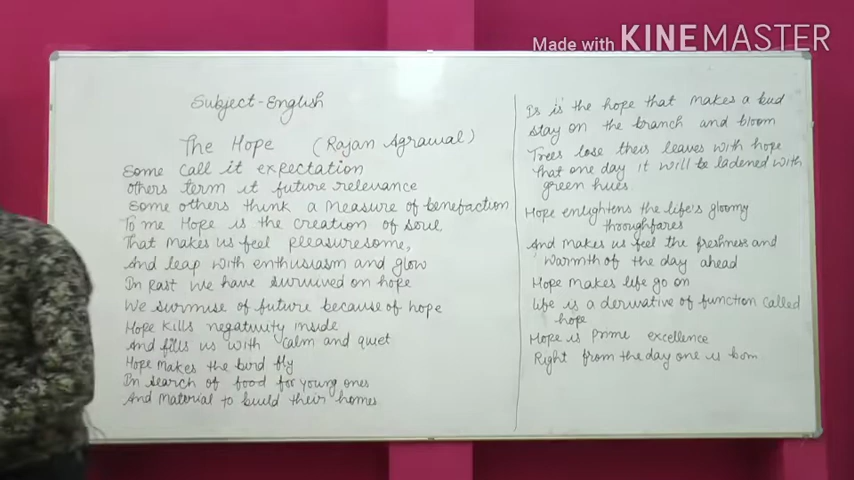 Made with KINEMASTER
Subject-English
The Hope (Rajan Agrawal)
Some call it expectation
others term it future relevance
Some others think a measure of benefaction
To me Hope is the creation of soul,
That makes us feel pleasuresome,
And leap with enthusiasm and glow
In Past we have survived on hope
We surmise of future because of hope
Hope kills negativity inside
And fills us with calm and quiet
Hope makes the bird fly
In search of food for young ones
And Material to build their homes
Is is the hope that makes a bud
stay on the branch and bloom
Trees lose theis leaves with hope
That one day it will be ladened with
green hues
Hope enlightens the life's gloomy
throughfares
And makes us feel the freshness and
warmth of the day ahead
Hope makes life go on
life is a derivative of function called
hope
Hope is prime excellence
Right from the day one is born